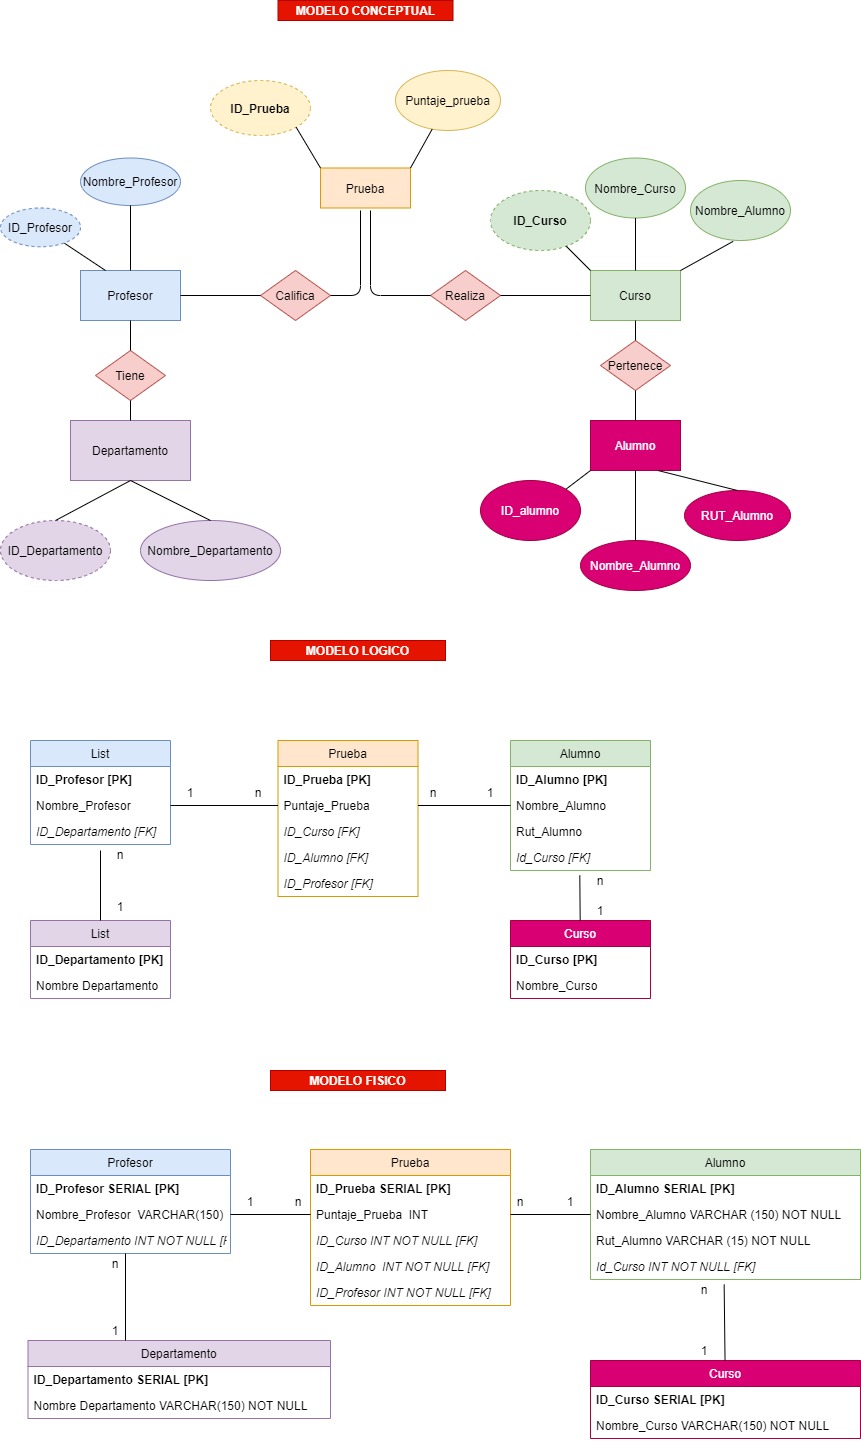 MODELO CONCEPTUAL
ID_Prueba
Puntaje_prueba
Nombre_Profesor
Prueba
Nombre_Curso
ID_Profesor
ID_Curso
Nombre_Alumno
Profesor
Califica
Realiza
Curso
Tiene
Pertenece
Departamento
Alumno
ID_alumno
RUT_Alumno
ID_Departamento
Nombre_Departamento
Nombre_Alumno
MODELO LOGICO
List
ID_Profesor [PK]
Nombre_Profesor
ID_Departamento [FK]
1
n
Prueba
ID_Prueba [PK]
Puntaje_Prueba
ID_Curso [FK]
ID_Alumno [FK]
ID_Profesor [FK]
n
1
Alumno
ID_Alumno [PK]
Nombre_Alumno
Rut_Alumno
Id_Curso [FK]
n
1
List
ID_Departamento [PK]
Nombre Departamento
n
1
Curso
ID_Curso [PK]
Nombre_Curso
MODELO FISICO
Profesor
ID_Profesor SERIAL [PK]
Nombre_Profesor VARCHAR(150)
ID_Departamento INT NOT NULL [F
1
n
Prueba
ID_Prueba SERIAL [PK]
Puntaje_Prueba INT
ID_Curso INT NOT NULL [FK]
ID_Alumno INT NOT NULL [FK]
ID_Profesor INT NOT NULL [FK]
n
1
Alumno
ID_Alumno SERIAL [PK]
Nombre_Alumno VARCHAR (150) NOT NULL
Rut_Alumno VARCHAR (15) NOT NULL
Id_Curso INT NOT NULL [FK]
n
1
Departamento
ID_Departamento SERIAL [PK]
Nombre Departamento VARCHAR(150) NOT NULL
n
1
Curso
ID_Curso SERIAL [PK]
Nombre_Curso VARCHAR(150) NOT NULL